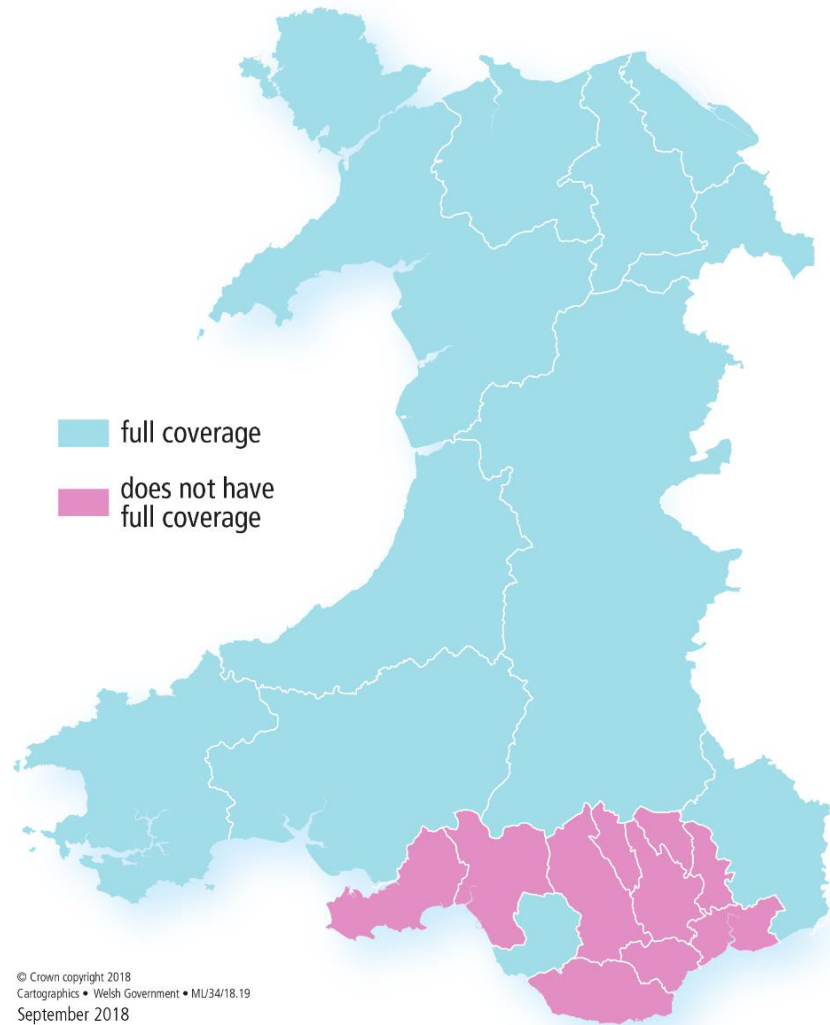 full coverage
does not have
full coverage
© Crown copyright 2018
Cartographics • Welsh Government • ML/34/18.19
September 2018